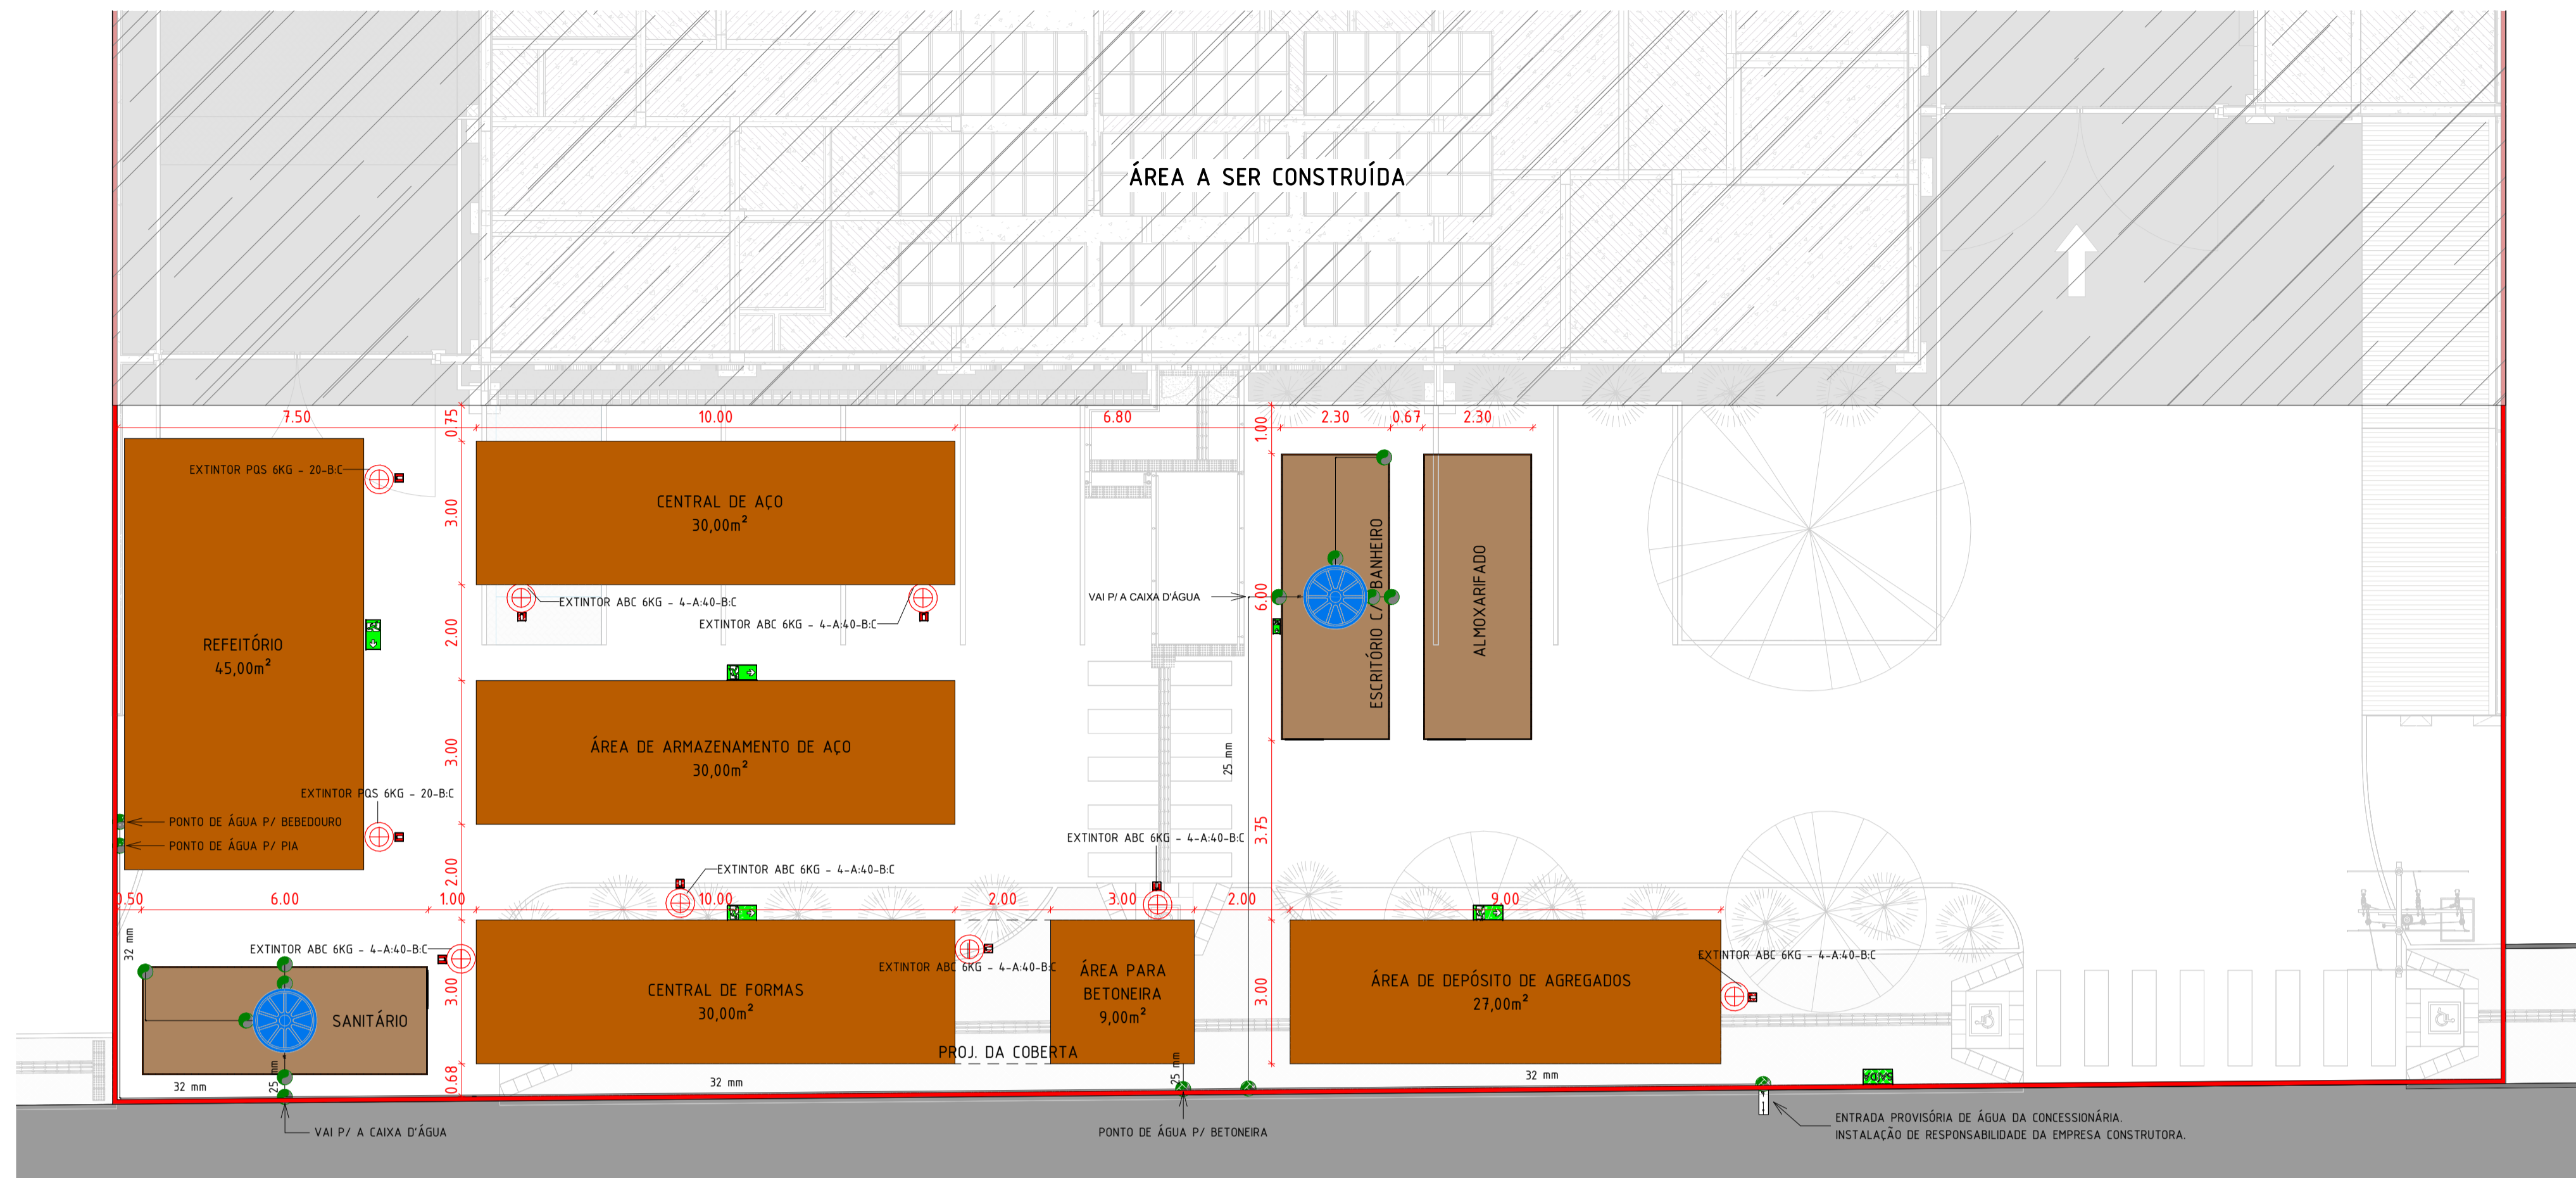 ÁREA A SER CONSTRUÍDA
7.50
0.75
10.00
6.80
1.00
2.30
0.67
2.30
EXTINTOR PQS 6KG - 20-B:C
CENTRAL DE AÇO
30,00m²
3.00
EXTINTOR ABC 6KG - 4-A:40-B:C
EXTINTOR ABC 6KG - 4-A:40-B:C
VAI P/ A CAIXA D'ÁGUA
6.00
ESCRITÓRIO C/ BANHEIRO
ALMOXARIFADO
2.00
REFEITÓRIO
45,00m²
ÁREA DE ARMAZENAMENTO DE AÇO
30,00m²
3.00
25 mm
EXTINTOR PQS 6KG - 20-B:C
PONTO DE ÁGUA P/ BEBEDOURO
PONTO DE ÁGUA P/ PIA
EXTINTOR ABC 6KG - 4-A:40-B:C
3.75
2.00
EXTINTOR ABC 6KG - 4-A:40-B:C
0.50
6.00
1.00
10.00
2.00
3.00
2.00
9.00
32 mm
EXTINTOR ABC 6KG - 4-A:40-B:C
EXTINTOR ABC 6KG - 4-A:40-B:C
EXTINTOR ABC 6KG - 4-A:40-B:C
3.00
CENTRAL DE FORMAS
30,00m²
ÁREA PARA
BETONEIRA
9,00m²
3.00
ÁREA DE DEPÓSITO DE AGREGADOS
27,00m²
SANITÁRIO
PROJ. DA COBERTA
32 mm
25 mm
0.68
32 mm
25 mm
32 mm
SAÍDA
VAI P/ A CAIXA D'ÁGUA
PONTO DE ÁGUA P/ BETONEIRA
ENTRADA PROVISÓRIA DE ÁGUA DA CONCESSIONÁRIA.
INSTALAÇÃO DE RESPONSABILIDADE DA EMPRESA CONSTRUTORA.